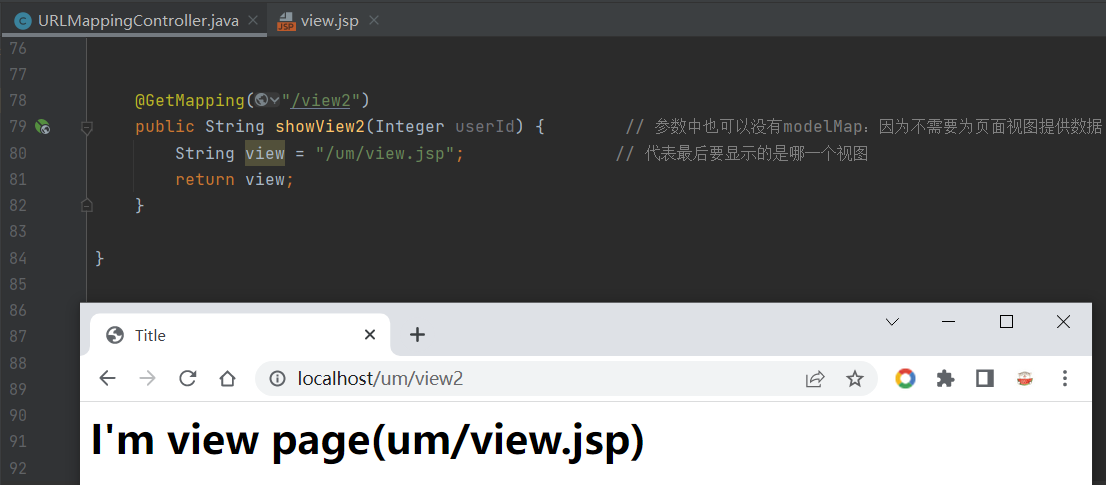 URLMappingController.java view.jsp
76
77
78 @GetMapping("/view2")
79 public String showView2(Integer userId) { // 参数中也可以没有modelMap：因为不需要为页面视图提供数据
80 String view = "/um/view.jsp"; // 代表最后要显示的是哪一个视图
81 return view;
82 }
83
84 }
85
86
87 Title
88
89 localhost/um/view2
90
91 I'm view page(um/view.jsp)
92